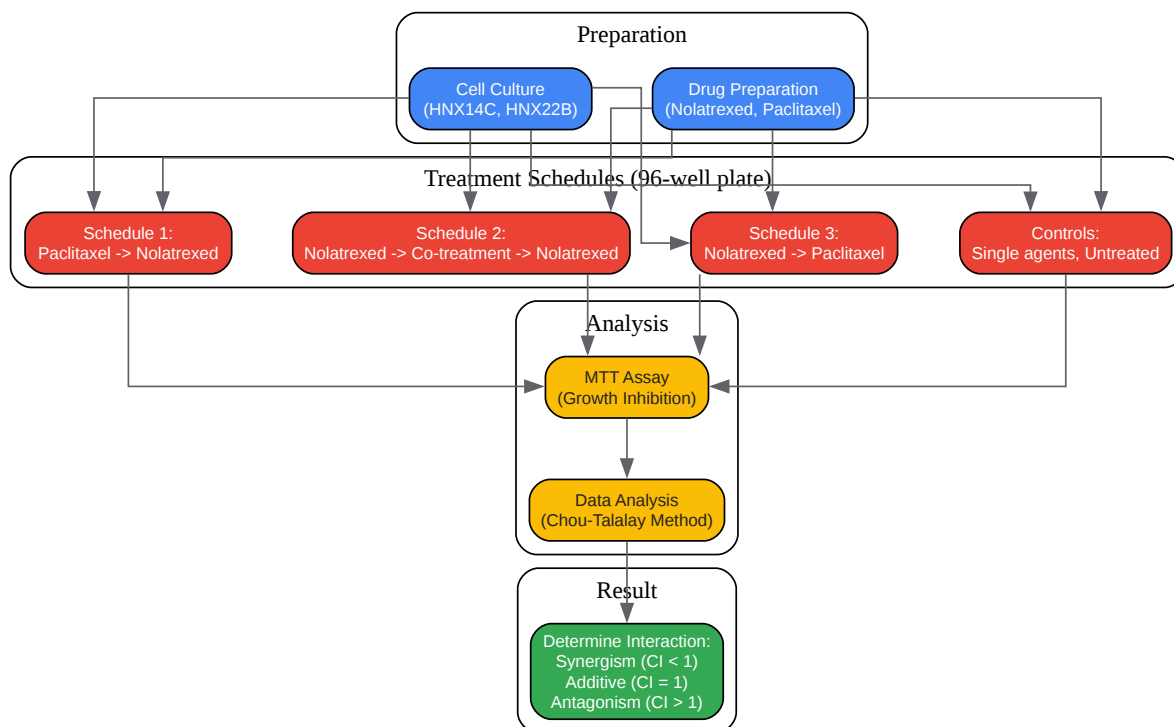 Preparation
Cell Culture
(HNX14C, HNX22B)
Drug Preparation
(Nolatrexed, Paclitaxel)
Treatment Schedules (96-well plate)
Schedule 1:
Paclitaxel -> Nolatrexed
Schedule 2:
Nolatrexed -> Co-treatment -> Nolatrexed
Schedule 3:
Nolatrexed -> Paclitaxel
Controls:
Single agents, Untreated
Analysis
MTT Assay
(Growth Inhibition)
Data Analysis
(Chou-Talalay Method)
Result
Determine Interaction:
Synergism (CI < 1)
Additive (CI = 1)
Antagonism (CI > 1)